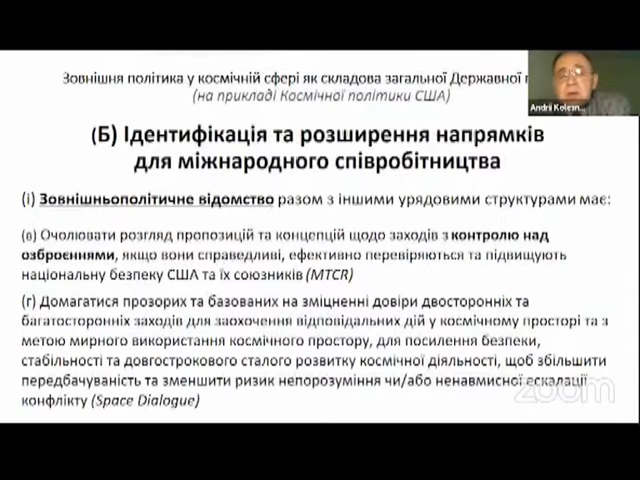 Зовнішня політика у космічній сфері як складова загальної Державної п
(на прикладі Космічної політики США)
Andrii Kolesn...
(Б) Ідентифікація та розширення напрямків
для міжнародного співробітництва
(і) Зовнішньополітичне відомство разом з іншими урядовими структурами має:
(в) Очолювати розгляд пропозицій та концепцій щодо заходів з контролю над
озброєннями, якщо вони справедливі, ефективно перевіряються та підвищують
національну безпеку США та їх союзників (MTCR)
(г) Домагатися прозорих та базованих на зміцненні довіри двосторонніх та
багатосторонніх заходів для заохочення відповідальних дій у космічному просторі та з
метою мирного використання космічного простору, для посилення безпеки,
стабільності та довгострокового сталого розвитку космічної діяльності, щоб збільшити
передбачуваність та зменшити ризик непорозуміння чи/або ненавмисної ескалації
конфлікту (Space Dialogue)
zoom